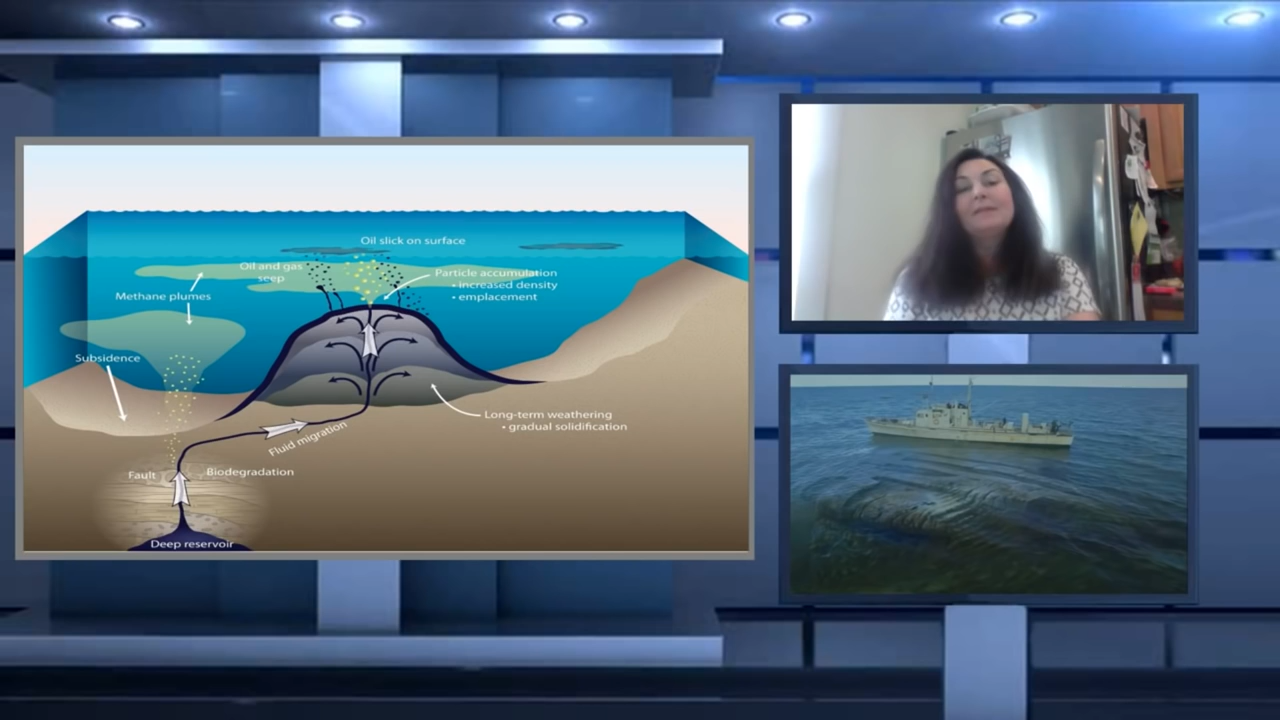 Oil slick on surface
Oil and gas
seep
Particle accumulation
• increased density
• emplacement
Methane plumes
Subsidence
Long-term weathering
• gradual solidification
Fluid migration
Fault
Biodegradation
Deep reservoir